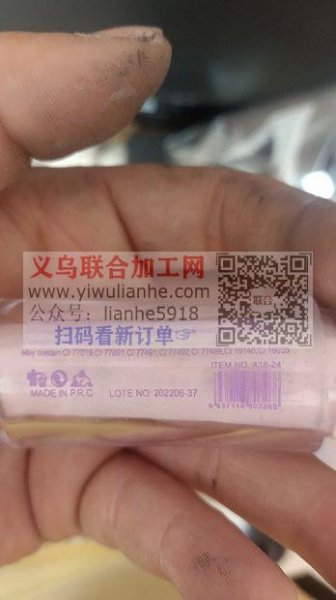 义乌联合加工网
www.yiwulianhe.com
公众号：lianhe5918
扫码看新订单☞
联合
May contain:CI 77019,CI 77891,CI 77491,CI 77492,CI 77499,CI 19140,CI 16035
ITEM NO.:A18-24
MADE IN P.R.C
LOTE NO 202206-37